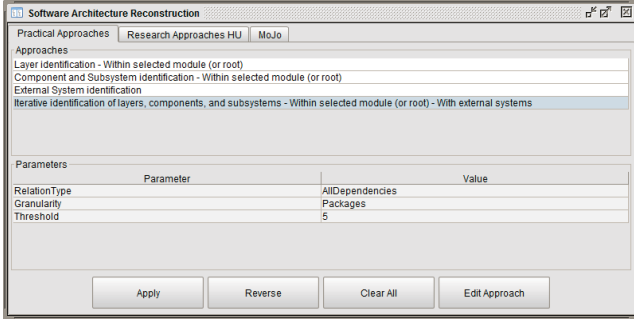 Software Architecture Reconstruction
Practical Approaches Research Approaches HU MoJo
Approaches
Layer identification - Within selected module (or root)
Component and Subsystem identification - Within selected module (or root)
External System identification
Iterative identification of layers, components, and subsystems - Within selected module (or root) - With external systems
Parameters
Parameter Value
RelationType AllDependencies
Granularity Packages
Threshold 5
Apply Reverse Clear All Edit Approach